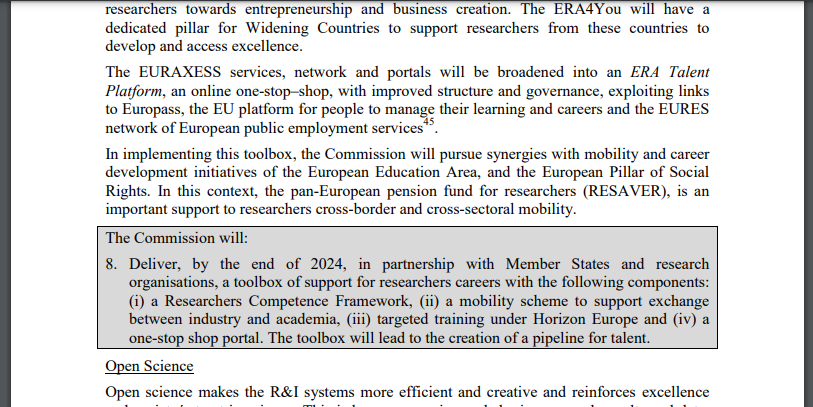 researchers towards entrepreneurship and business creation. The ERA4You will have a
dedicated pillar for Widening Countries to support researchers from these countries to
develop and access excellence.
The EURAXESS services, network and portals will be broadened into an ERA Talent
Platform, an online one-stop–shop, with improved structure and governance, exploiting links
to Europass, the EU platform for people to manage their learning and careers and the EURES
network of European public employment services45.
In implementing this toolbox, the Commission will pursue synergies with mobility and career
development initiatives of the European Education Area, and the European Pillar of Social
Rights. In this context, the pan-European pension fund for researchers (RESAVER), is an
important support to researchers cross-border and cross-sectoral mobility.
The Commission will:
8. Deliver, by the end of 2024, in partnership with Member States and research
organisations, a toolbox of support for researchers careers with the following components:
(i) a Researchers Competence Framework, (ii) a mobility scheme to support exchange
between industry and academia, (iii) targeted training under Horizon Europe and (iv) a
one-stop shop portal. The toolbox will lead to the creation of a pipeline for talent.
Open Science
Open science makes the R&I systems more efficient and creative and reinforces excellence